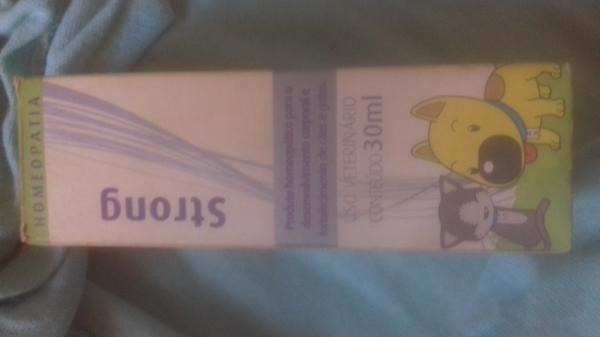 HOMEOPATIA
Strong
Produto homeopático para o
desenvolvimento corporal e
fortalecimento de cães e gatos.
USO VETERINÁRIO
CONTEÚDO 30ml